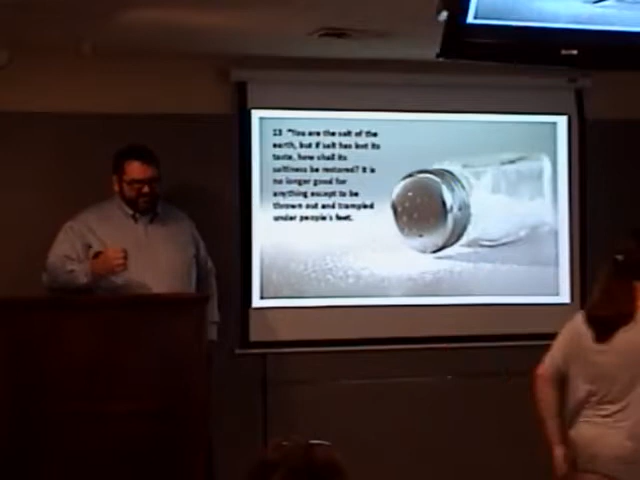 13 "You are the salt of the
earth, but if salt has lost its
taste, how shall its
saltiness be restored? It is
no longer good for
anything except to be
thrown out and trampled
under people's feet.